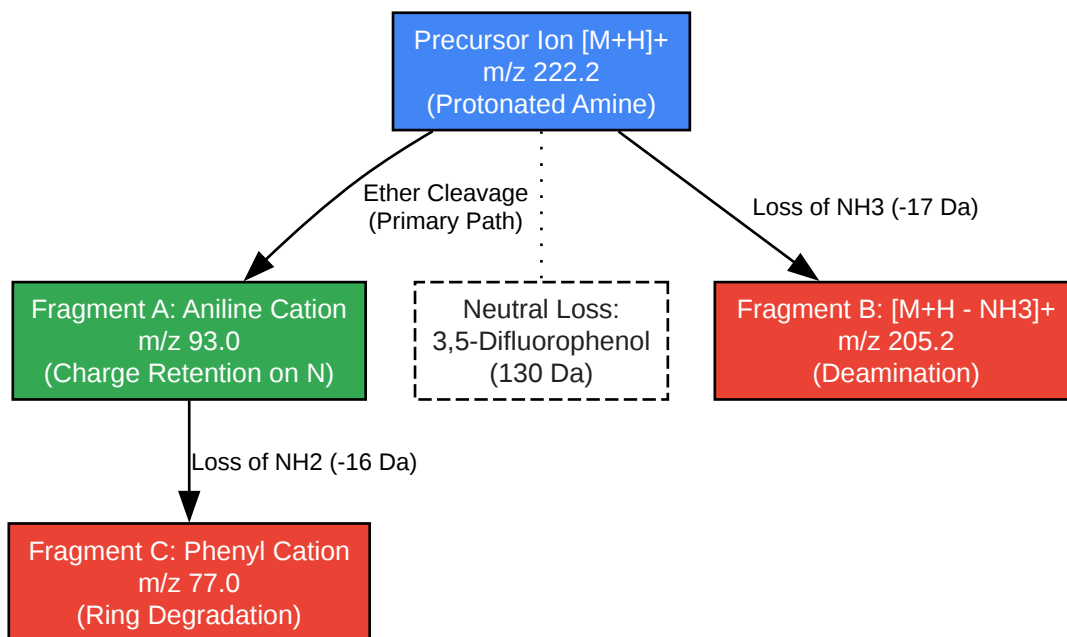 Precursor Ion [M+H]+
m/z 222.2
(Protonated Amine)
Ether Cleavage
(Primary Path)
Loss of NH3 (-17 Da)
Fragment A: Aniline Cation
m/z 93.0
(Charge Retention on N)
Neutral Loss:
3,5-Difluorophenol
(130 Da)
Fragment B: [M+H - NH3]+
m/z 205.2
(Deamination)
Loss of NH2 (-16 Da)
Fragment C: Phenyl Cation
m/z 77.0
(Ring Degradation)